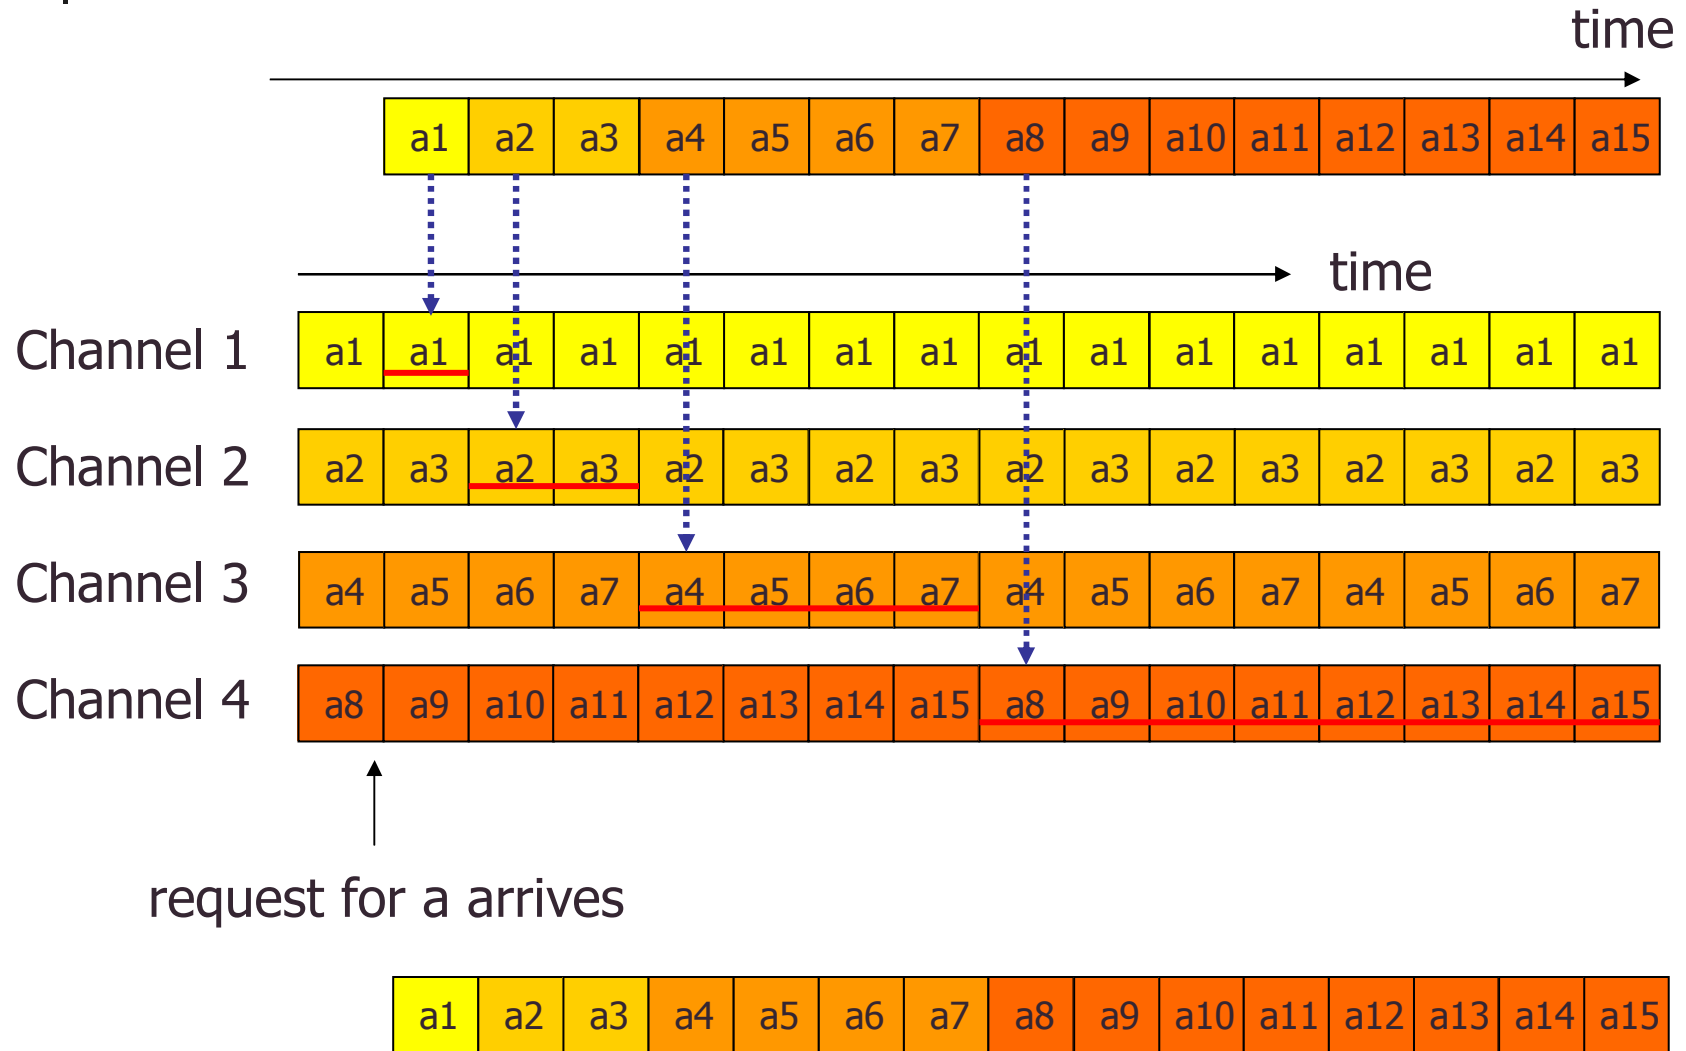 time
a1 a2 a3 a4 a5 a6 a7 a8 a9 a10 a11 a12 a13 a14 a15
time
Channel 1 a1 a1 a1 a1 a1 a1 a1 a1 a1 a1 a1 a1 a1 a1 a1 a1
Channel 2 a2 a3 a2 a3 a2 a3 a2 a3 a2 a3 a2 a3 a2 a3 a2 a3
Channel 3 a4 a5 a6 a7 a4 a5 a6 a7 a4 a5 a6 a7 a4 a5 a6 a7
Channel 4 a8 a9 a10 a11 a12 a13 a14 a15 a8 a9 a10 a11 a12 a13 a14 a15
request for a arrives
a1 a2 a3 a4 a5 a6 a7 a8 a9 a10 a11 a12 a13 a14 a15